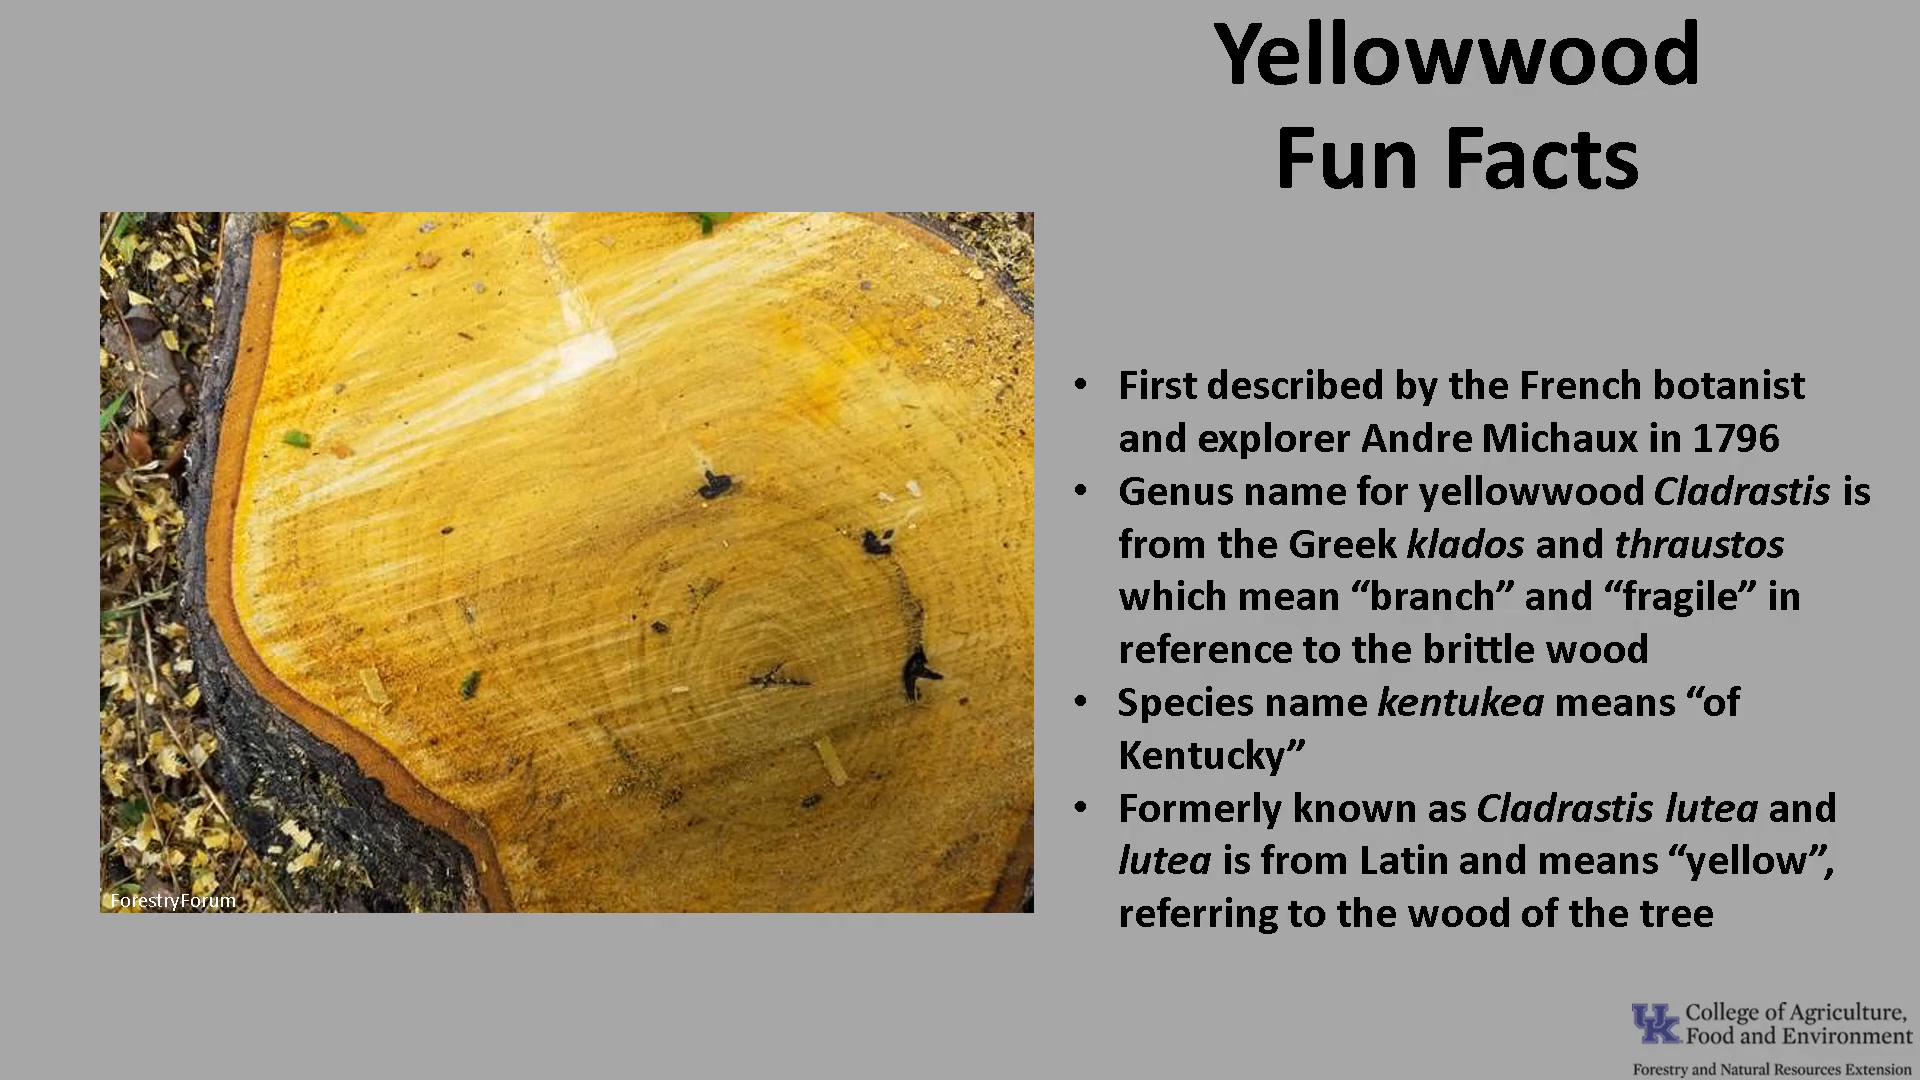 Yellowwood
Fun Facts
• First described by the French botanist
and explorer Andre Michaux in 1796
• Genus name for yellowwood Cladrastis is
from the Greek klados and thraustos
which mean “branch” and “fragile” in
reference to the brittle wood
• Species name kentukea means “of
Kentucky”
• Formerly known as Cladrastis lutea and
lutea is from Latin and means “yellow”,
referring to the wood of the tree
ForestryForum
UK College of Agriculture,
Food and Environment
Forestry and Natural Resources Extension